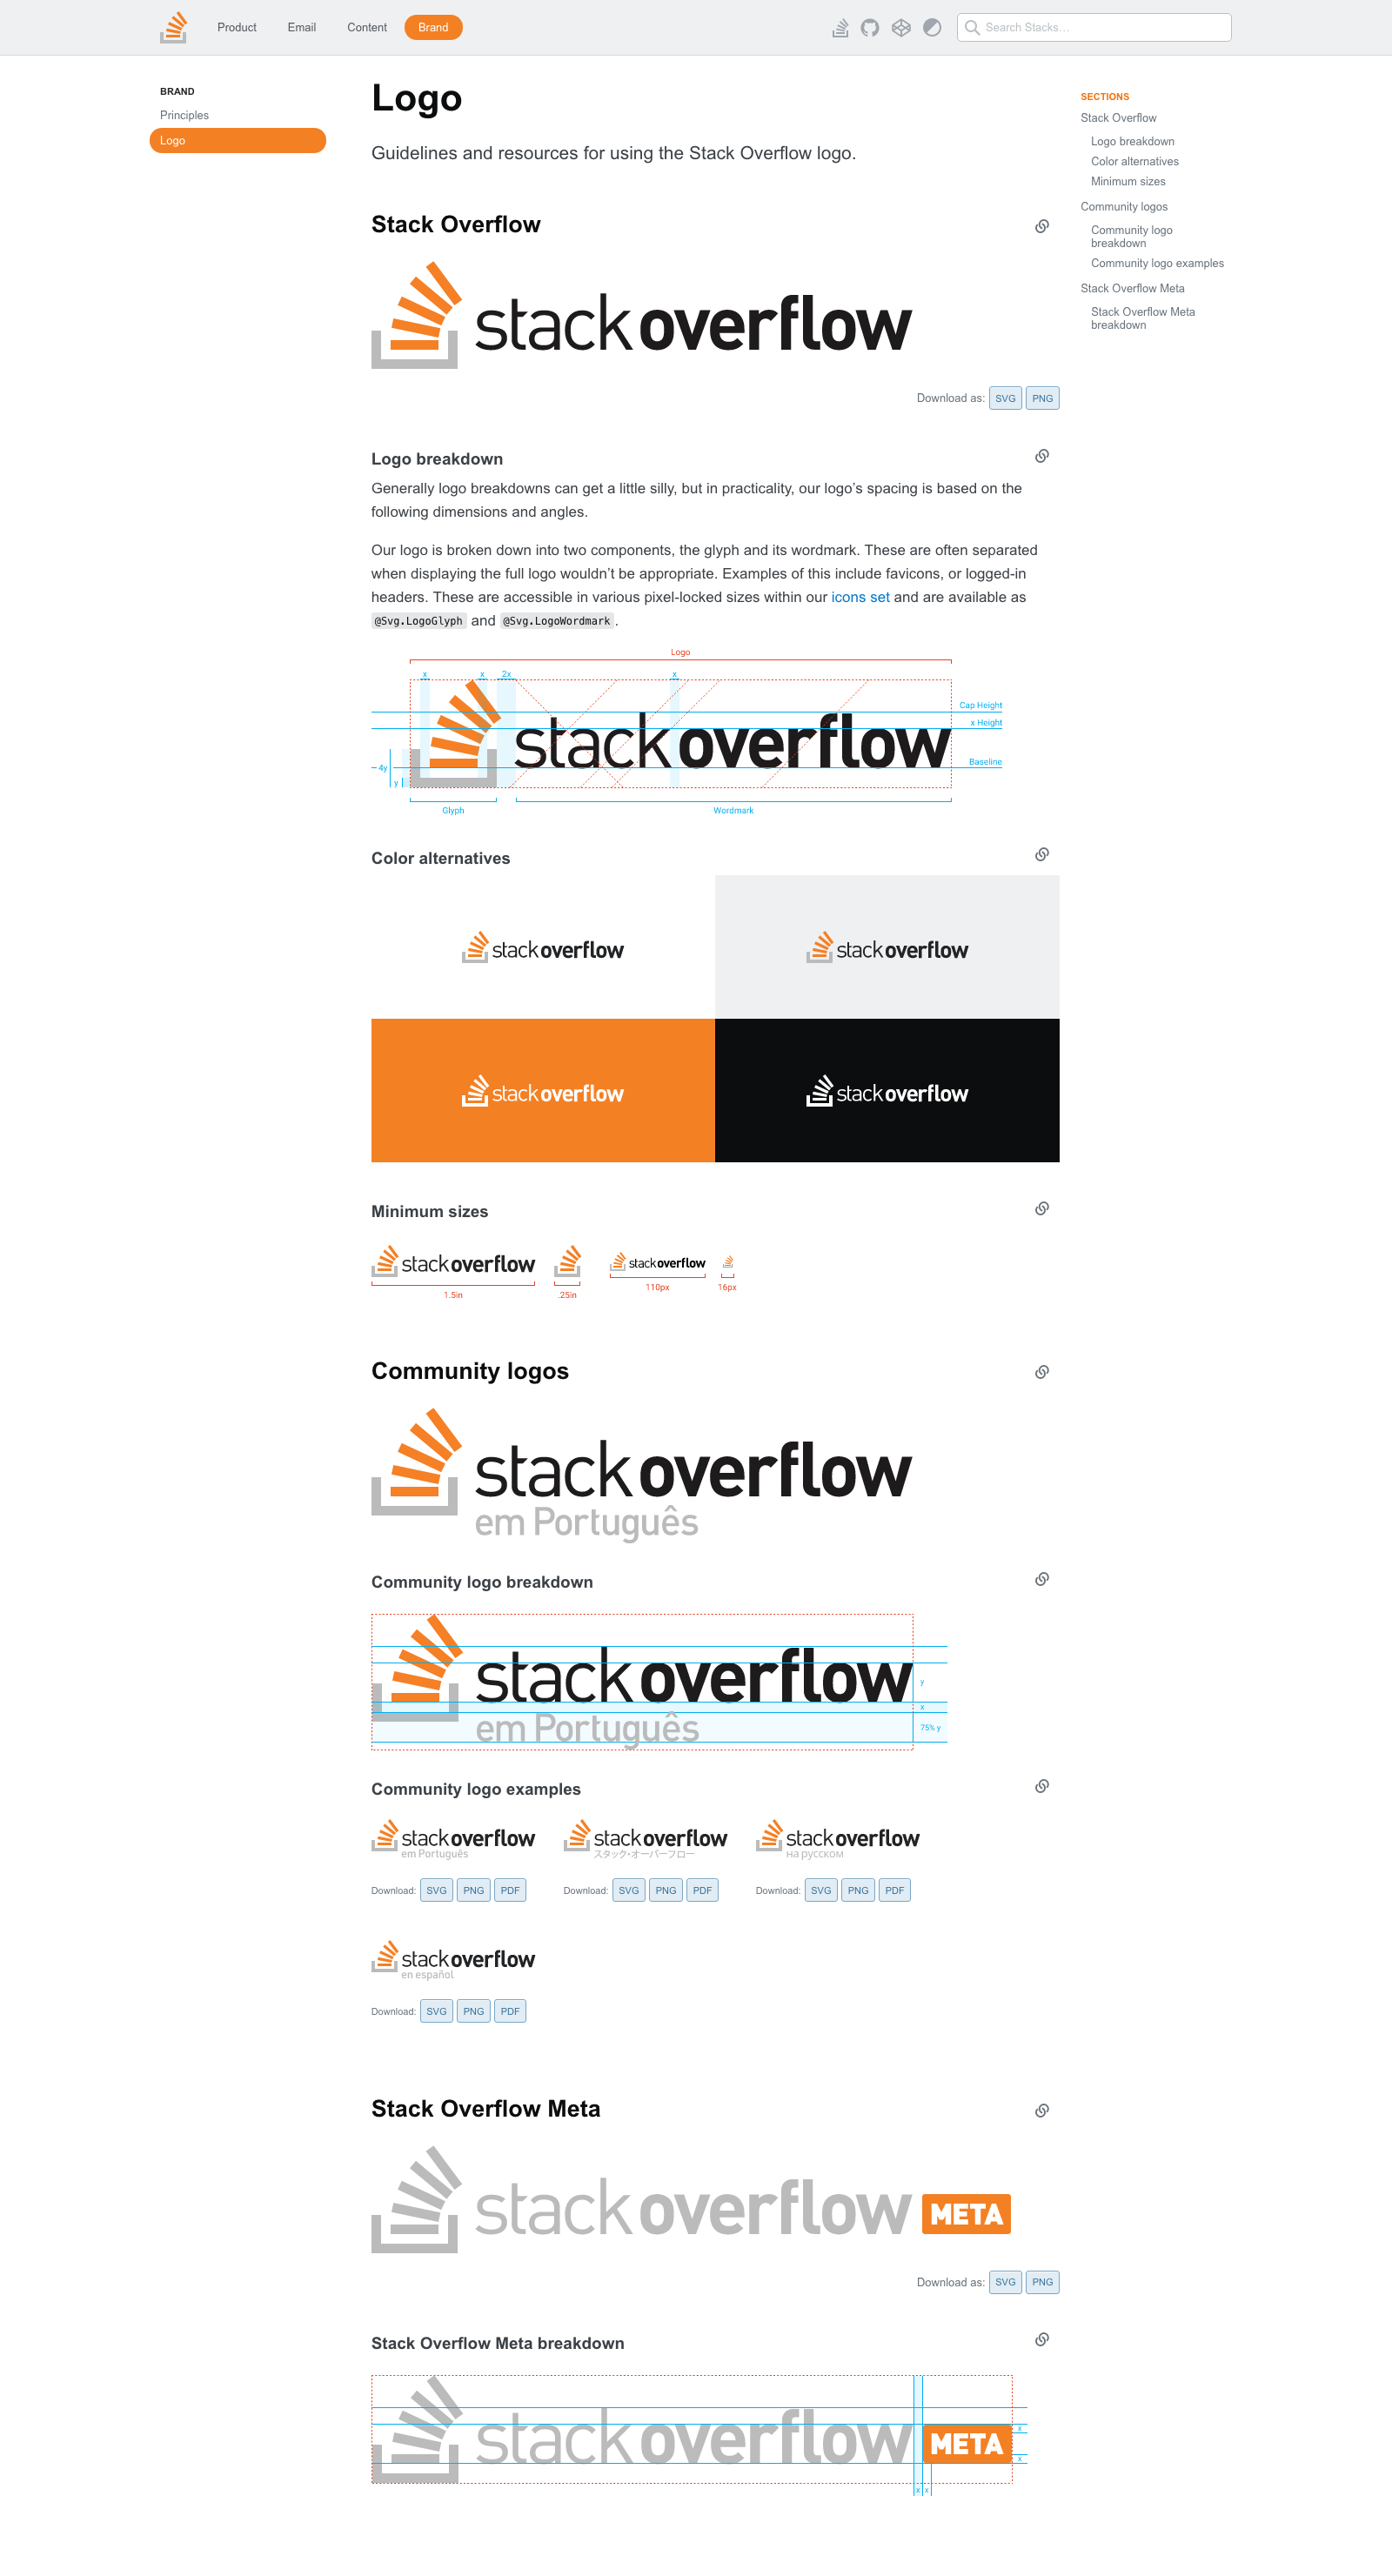 Product Email Content Brand Search Stacks…
BRAND
Principles
Logo
Logo
Guidelines and resources for using the Stack Overflow logo.
SECTIONS
Stack Overflow
Logo breakdown
Color alternatives
Minimum sizes
Community logos
Community logo
breakdown
Community logo examples
Stack Overflow Meta
Stack Overflow Meta
breakdown
Stack Overflow
stackoverflow
Download as: SVG PNG
Logo breakdown
Generally logo breakdowns can get a little silly, but in practicality, our logo’s spacing is based on the
following dimensions and angles.
Our logo is broken down into two components, the glyph and its wordmark. These are often separated
when displaying the full logo wouldn’t be appropriate. Examples of this include favicons, or logged-in
headers. These are accessible in various pixel-locked sizes within our icons set and are available as
@Svg.LogoGlyph and @Svg.LogoWordmark.
Logo
x x 2x x
Cap Height
x Height
stackoverflow
Baseline
4y
y
Glyph Wordmark
Color alternatives
stackoverflow stackoverflow
stackoverflow stackoverflow
Minimum sizes
stackoverflow stackoverflow
1.5in .25in 110px 16px
Community logos
stackoverflow
em Português
Community logo breakdown
stackoverflow
y
x
em Português
75% y
Community logo examples
stackoverflow stackoverflow stackoverflow
em Português スタック・オーバーフロー на русском
Download: SVG PNG PDF Download: SVG PNG PDF Download: SVG PNG PDF
stackoverflow
en español
Download: SVG PNG PDF
Stack Overflow Meta
stackoverflow META
Download as: SVG PNG
Stack Overflow Meta breakdown
stackoverflow META
x
x
x x